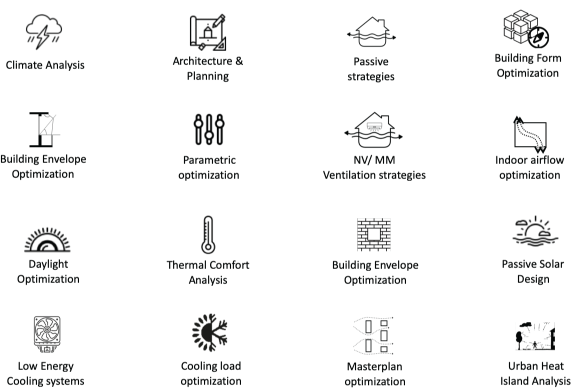 Climate Analysis
Architecture &
Planning
Passive
strategies
Building Form
Optimization
Building Envelope
Optimization
Parametric
optimization
NV/ MM
Ventilation strategies
Indoor airflow
optimization
Daylight
Optimization
Thermal Comfort
Analysis
Building Envelope
Optimization
Passive Solar
Design
Low Energy
Cooling systems
Cooling load
optimization
Masterplan
optimization
Urban Heat
Island Analysis